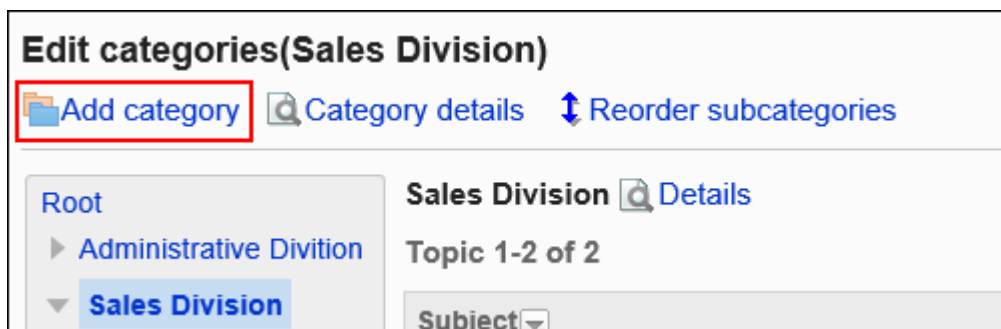 Edit categories(Sales Division)
Add category Category details Reorder subcategories
Root
Administrative Divition
Sales Division
Sales Division Details
Topic 1-2 of 2
Subject